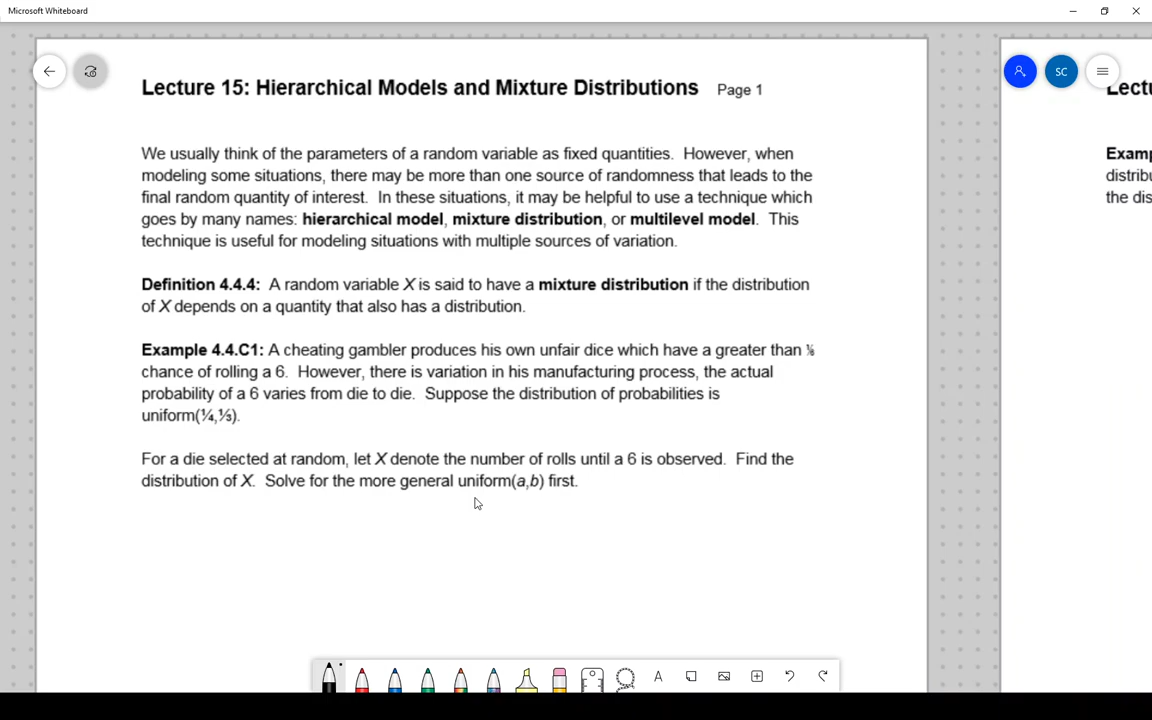 Microsoft Whiteboard
SC
Lecture 15: Hierarchical Models and Mixture Distributions Page 1
We usually think of the parameters of a random variable as fixed quantities. However, when
modeling some situations, there may be more than one source of randomness that leads to the
final random quantity of interest. In these situations, it may be helpful to use a technique which
goes by many names: hierarchical model, mixture distribution, or multilevel model. This
technique is useful for modeling situations with multiple sources of variation.
Definition 4.4.4: A random variable X is said to have a mixture distribution if the distribution
of X depends on a quantity that also has a distribution.
Example 4.4.C1: A cheating gambler produces his own unfair dice which have a greater than ⅙
chance of rolling a 6. However, there is variation in his manufacturing process, the actual
probability of a 6 varies from die to die. Suppose the distribution of probabilities is
uniform(¼,⅓).
For a die selected at random, let X denote the number of rolls until a 6 is observed. Find the
distribution of X. Solve for the more general uniform(a,b) first.
Lectu
Examp
distribu
the dis
A